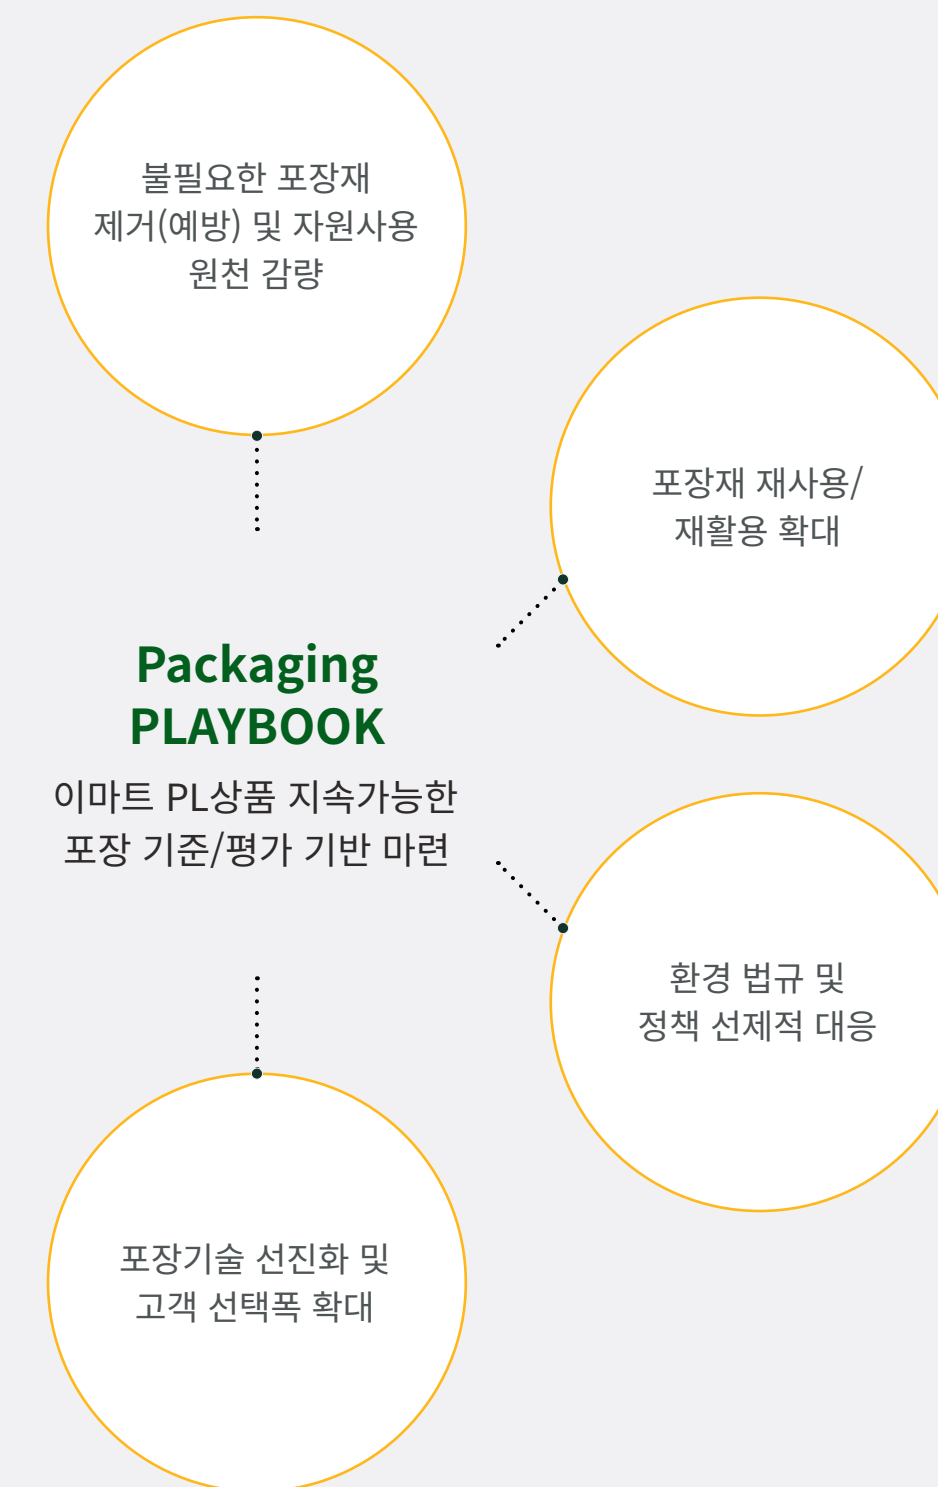 불필요한 포장재
제거(예방) 및 자원사용
원천 감량
포장재 재사용/
재활용 확대
Packaging
PLAYBOOK
이마트 PL상품 지속가능한
포장 기준/평가 기반 마련
환경 법규 및
정책 선제적 대응
포장기술 선진화 및
고객 선택폭 확대